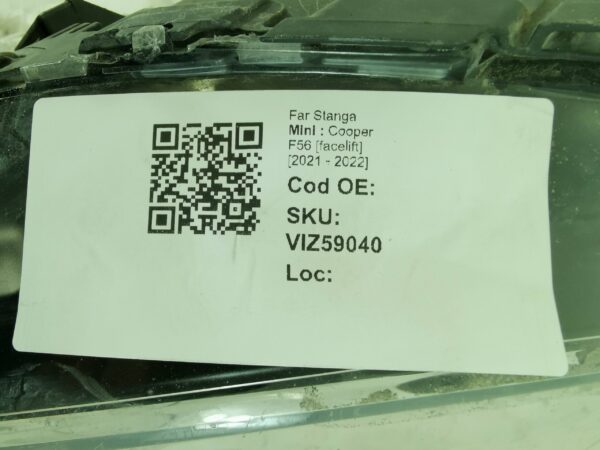 Far Stanga
Mini : Cooper
F56 [facelift]
[2021 - 2022]
Cod OE:
SKU:
VIZ59040
Loc: